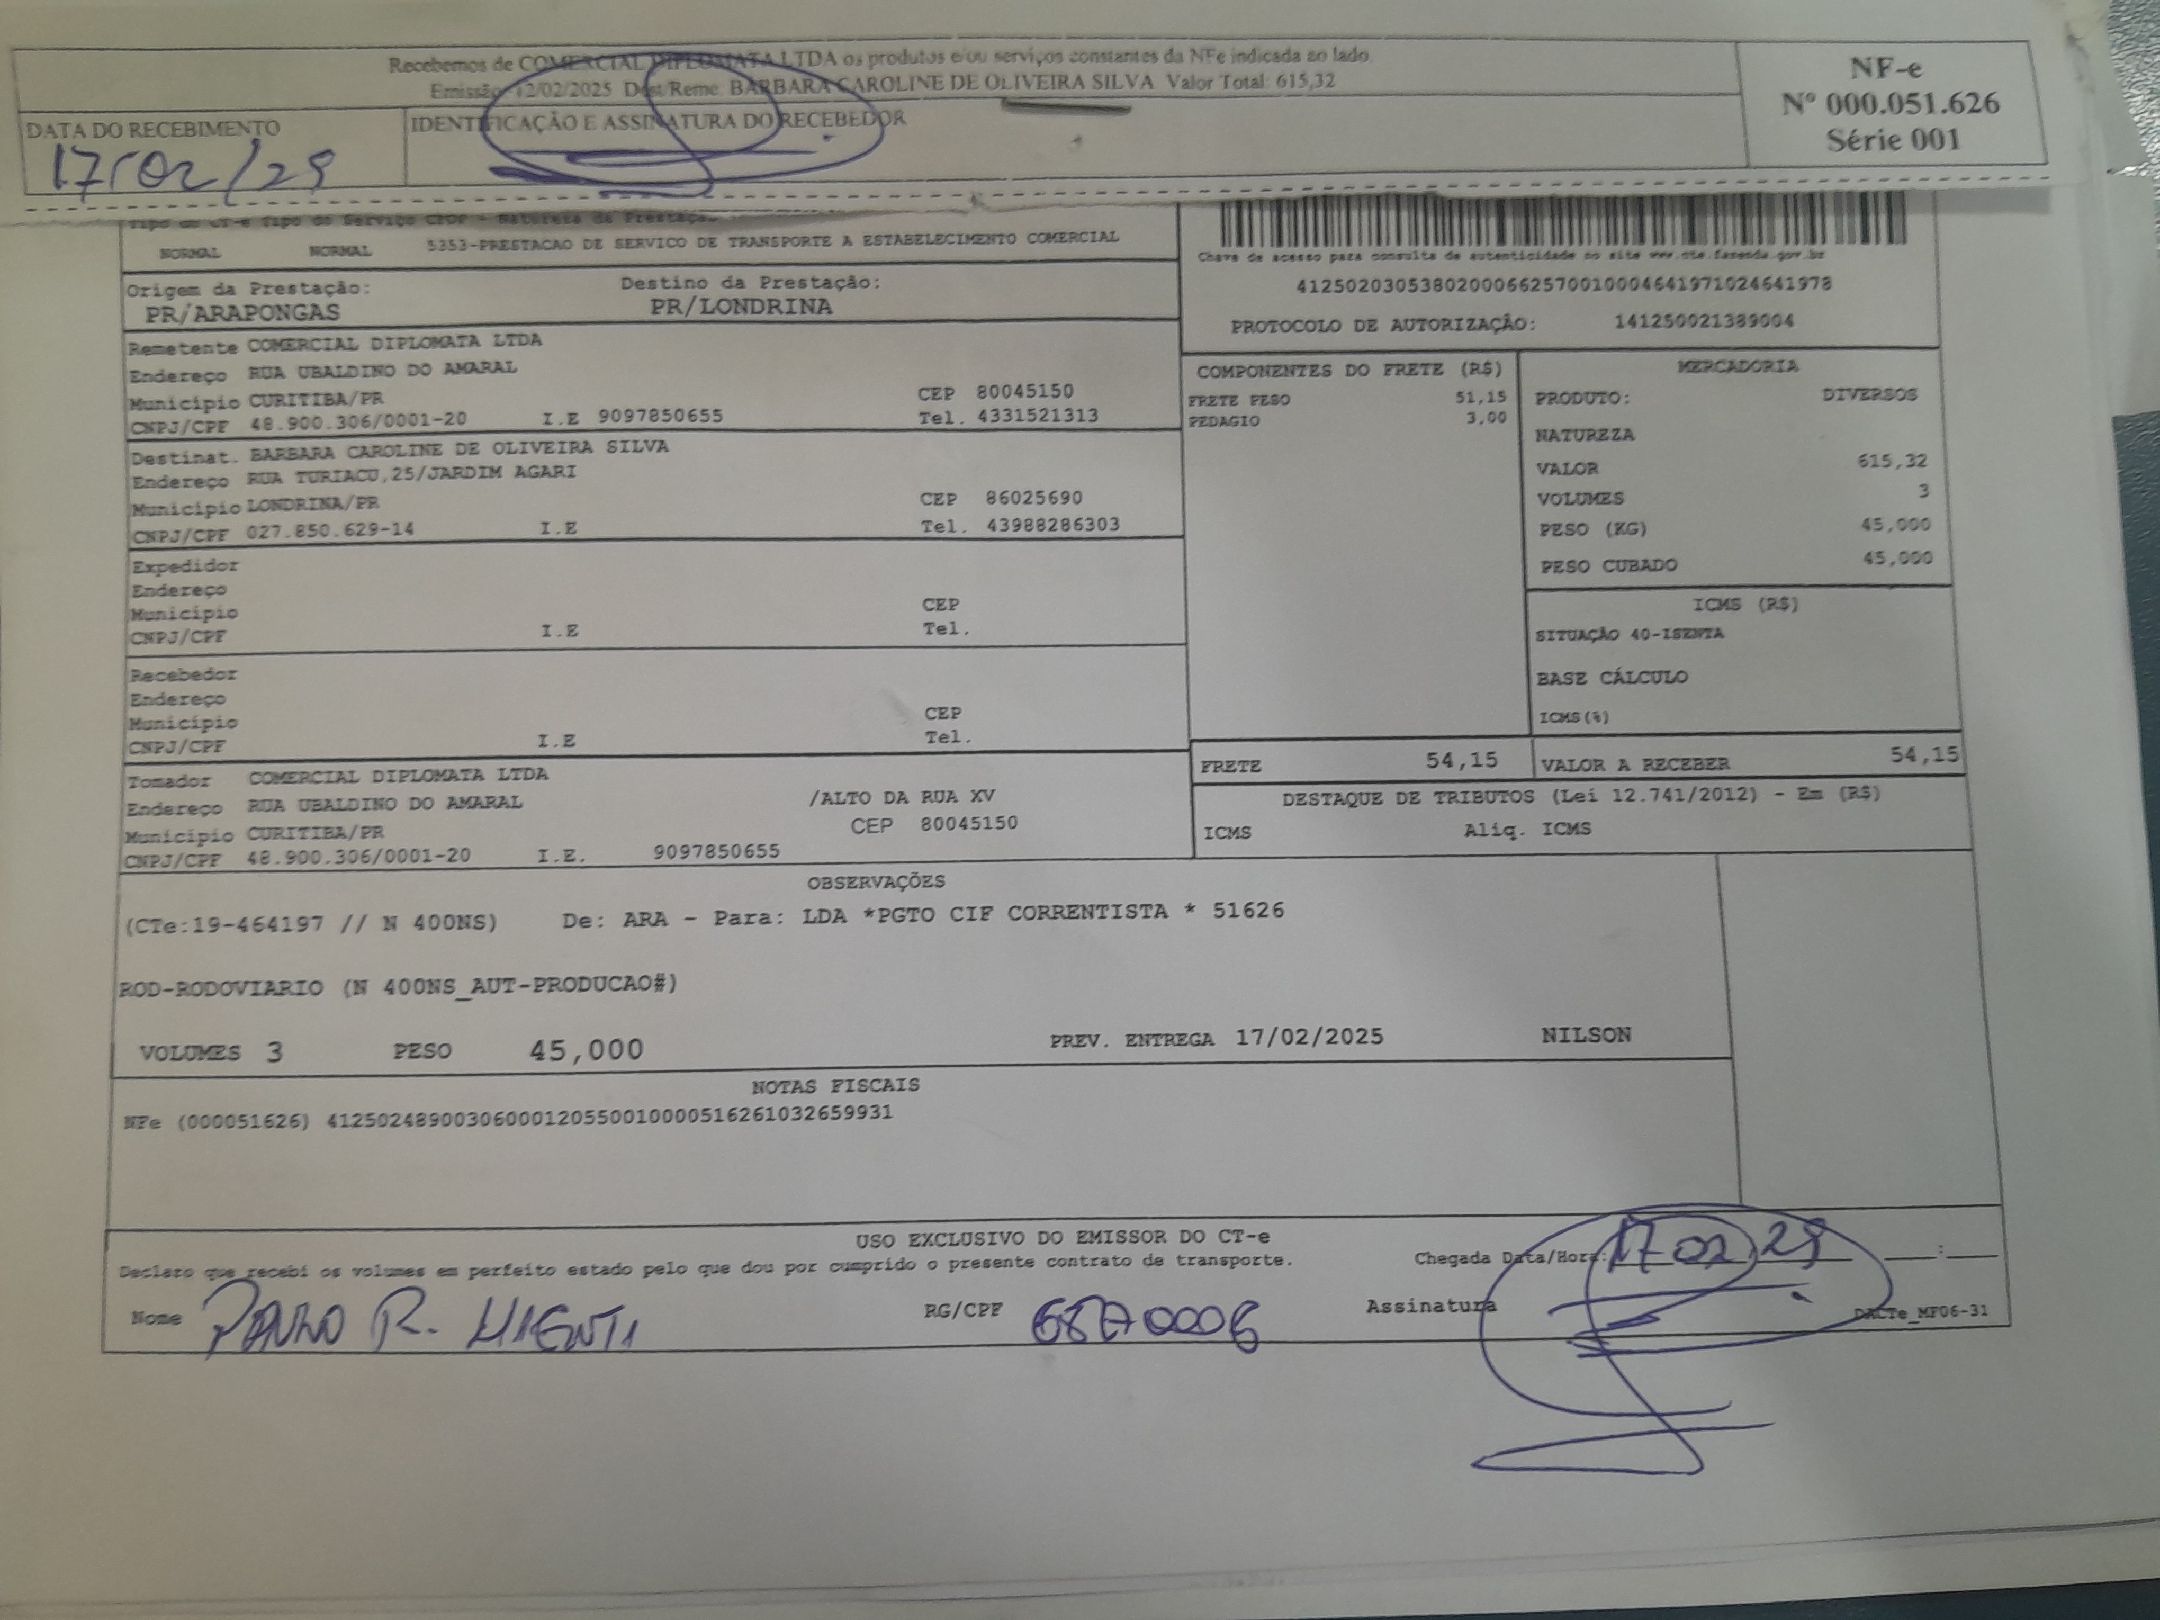 Recebemos de COMERCIAL DIPLOMATA LTDA os produtos e/ou serviços constantes da NFe indicada ao lado
Emissão: 12/02/2025 Dest/Reme: BARBARA CAROLINE DE OLIVEIRA SILVA Valor Total: 615,32
NF-e
Nº 000.051.626
Série 001
DATA DO RECEBIMENTO
IDENTIFICAÇÃO E ASSINATURA DO RECEBEDOR
17/02/25
Tipo do CT-e Tipo do Serviço CFOP - Natureza da Prestação
NORMAL NORMAL 5353-PRESTACAO DE SERVICO DE TRANSPORTE A ESTABELECIMENTO COMERCIAL
Chave de acesso para consulta de autenticidade no site www.cte.fazenda.gov.br
41250203053802000662570010004641971024641978
PROTOCOLO DE AUTORIZAÇÃO: 141250021389004
Origem da Prestação: Destino da Prestação:
PR/ARAPONGAS PR/LONDRINA
Remetente COMERCIAL DIPLOMATA LTDA
Endereço RUA UBALDINO DO AMARAL
Município CURITIBA/PR CEP 80045150
CNPJ/CPF 48.900.306/0001-20 I.E 9097850655 Tel. 4331521313
Destinat. BARBARA CAROLINE DE OLIVEIRA SILVA
Endereço RUA TURIACU,25/JARDIM AGARI
Município LONDRINA/PR CEP 86025690
CNPJ/CPF 027.850.629-14 I.E Tel. 43988286303
Expedidor
Endereço
Município CEP
CNPJ/CPF I.E Tel.
Recebedor
Endereço
Município CEP
CNPJ/CPF I.E Tel.
Tomador COMERCIAL DIPLOMATA LTDA
Endereço RUA UBALDINO DO AMARAL /ALTO DA RUA XV
Município CURITIBA/PR CEP 80045150
CNPJ/CPF 48.900.306/0001-20 I.E. 9097850655
COMPONENTES DO FRETE (R$)
FRETE PESO 51,15
PEDAGIO 3,00
MERCADORIA
PRODUTO: DIVERSOS
NATUREZA
VALOR 615,32
VOLUMES 3
PESO (KG) 45,000
PESO CUBADO 45,000
ICMS (R$)
SITUAÇÃO 40-ISENTA
BASE CÁLCULO
ICMS(%)
FRETE 54,15 VALOR A RECEBER 54,15
DESTAQUE DE TRIBUTOS (Lei 12.741/2012) - Em (R$)
ICMS Aliq. ICMS
OBSERVAÇÕES
(CTe:19-464197 // N 400NS) De: ARA - Para: LDA *PGTO CIF CORRENTISTA * 51626
ROD-RODOVIARIO (N 400NS_AUT-PRODUCAO#)
VOLUMES 3 PESO 45,000 PREV. ENTREGA 17/02/2025 NILSON
NOTAS FISCAIS
NFe (000051626) 41250248900306000120550010000516261032659931
USO EXCLUSIVO DO EMISSOR DO CT-e
Declaro que recebi os volumes em perfeito estado pelo que dou por cumprido o presente contrato de transporte. Chegada Data/Hora: 17 02 25 __:__
Nome PAULO R. RG/CPF Assinatura DACTe_MF06-31